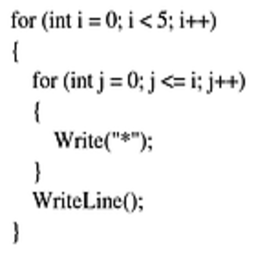 for (int i = 0; i < 5; i++)
{
for (int j = 0; j <= i; j++)
{
Write("*");
}
WriteLine();
}